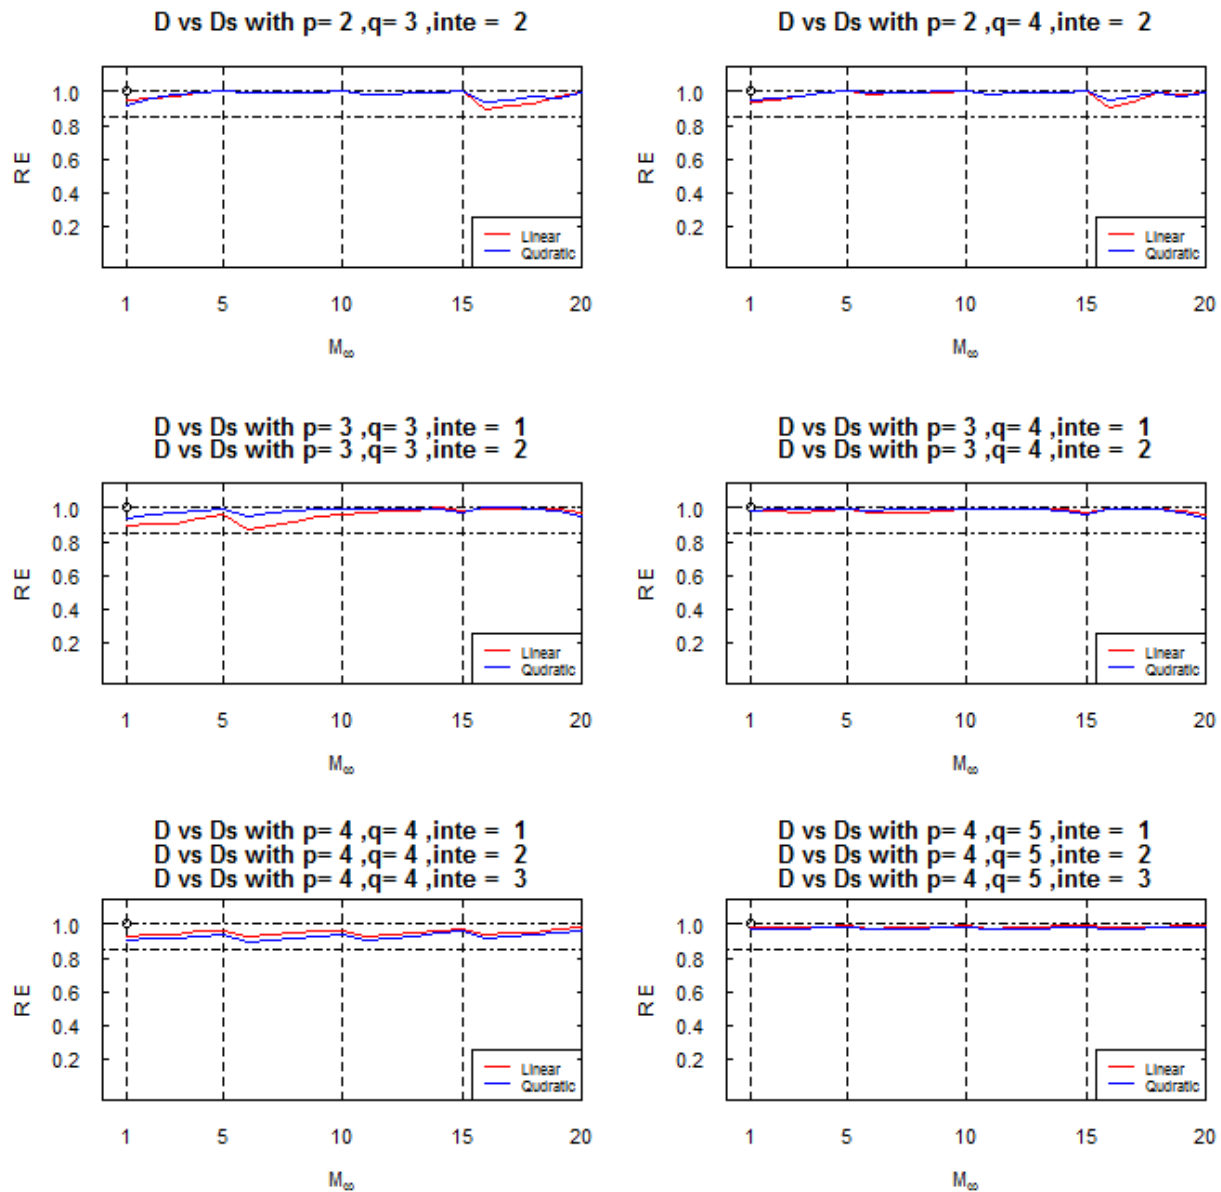 D vs Ds with p= 2 ,q= 3 ,inte = 2
1.0
0.8
0.6
0.4
0.2
RE
Linear
Qudratic
1 5 10 15 20
M∞
D vs Ds with p= 2 ,q= 4 ,inte = 2
1.0
0.8
0.6
0.4
0.2
RE
Linear
Qudratic
1 5 10 15 20
M∞
D vs Ds with p= 3 ,q= 3 ,inte = 1
D vs Ds with p= 3 ,q= 3 ,inte = 2
1.0
0.8
0.6
0.4
0.2
RE
Linear
Qudratic
1 5 10 15 20
M∞
D vs Ds with p= 3 ,q= 4 ,inte = 1
D vs Ds with p= 3 ,q= 4 ,inte = 2
1.0
0.8
0.6
0.4
0.2
RE
Linear
Qudratic
1 5 10 15 20
M∞
D vs Ds with p= 4 ,q= 4 ,inte = 1
D vs Ds with p= 4 ,q= 4 ,inte = 2
D vs Ds with p= 4 ,q= 4 ,inte = 3
1.0
0.8
0.6
0.4
0.2
RE
Linear
Qudratic
1 5 10 15 20
M∞
D vs Ds with p= 4 ,q= 5 ,inte = 1
D vs Ds with p= 4 ,q= 5 ,inte = 2
D vs Ds with p= 4 ,q= 5 ,inte = 3
1.0
0.8
0.6
0.4
0.2
RE
Linear
Qudratic
1 5 10 15 20
M∞